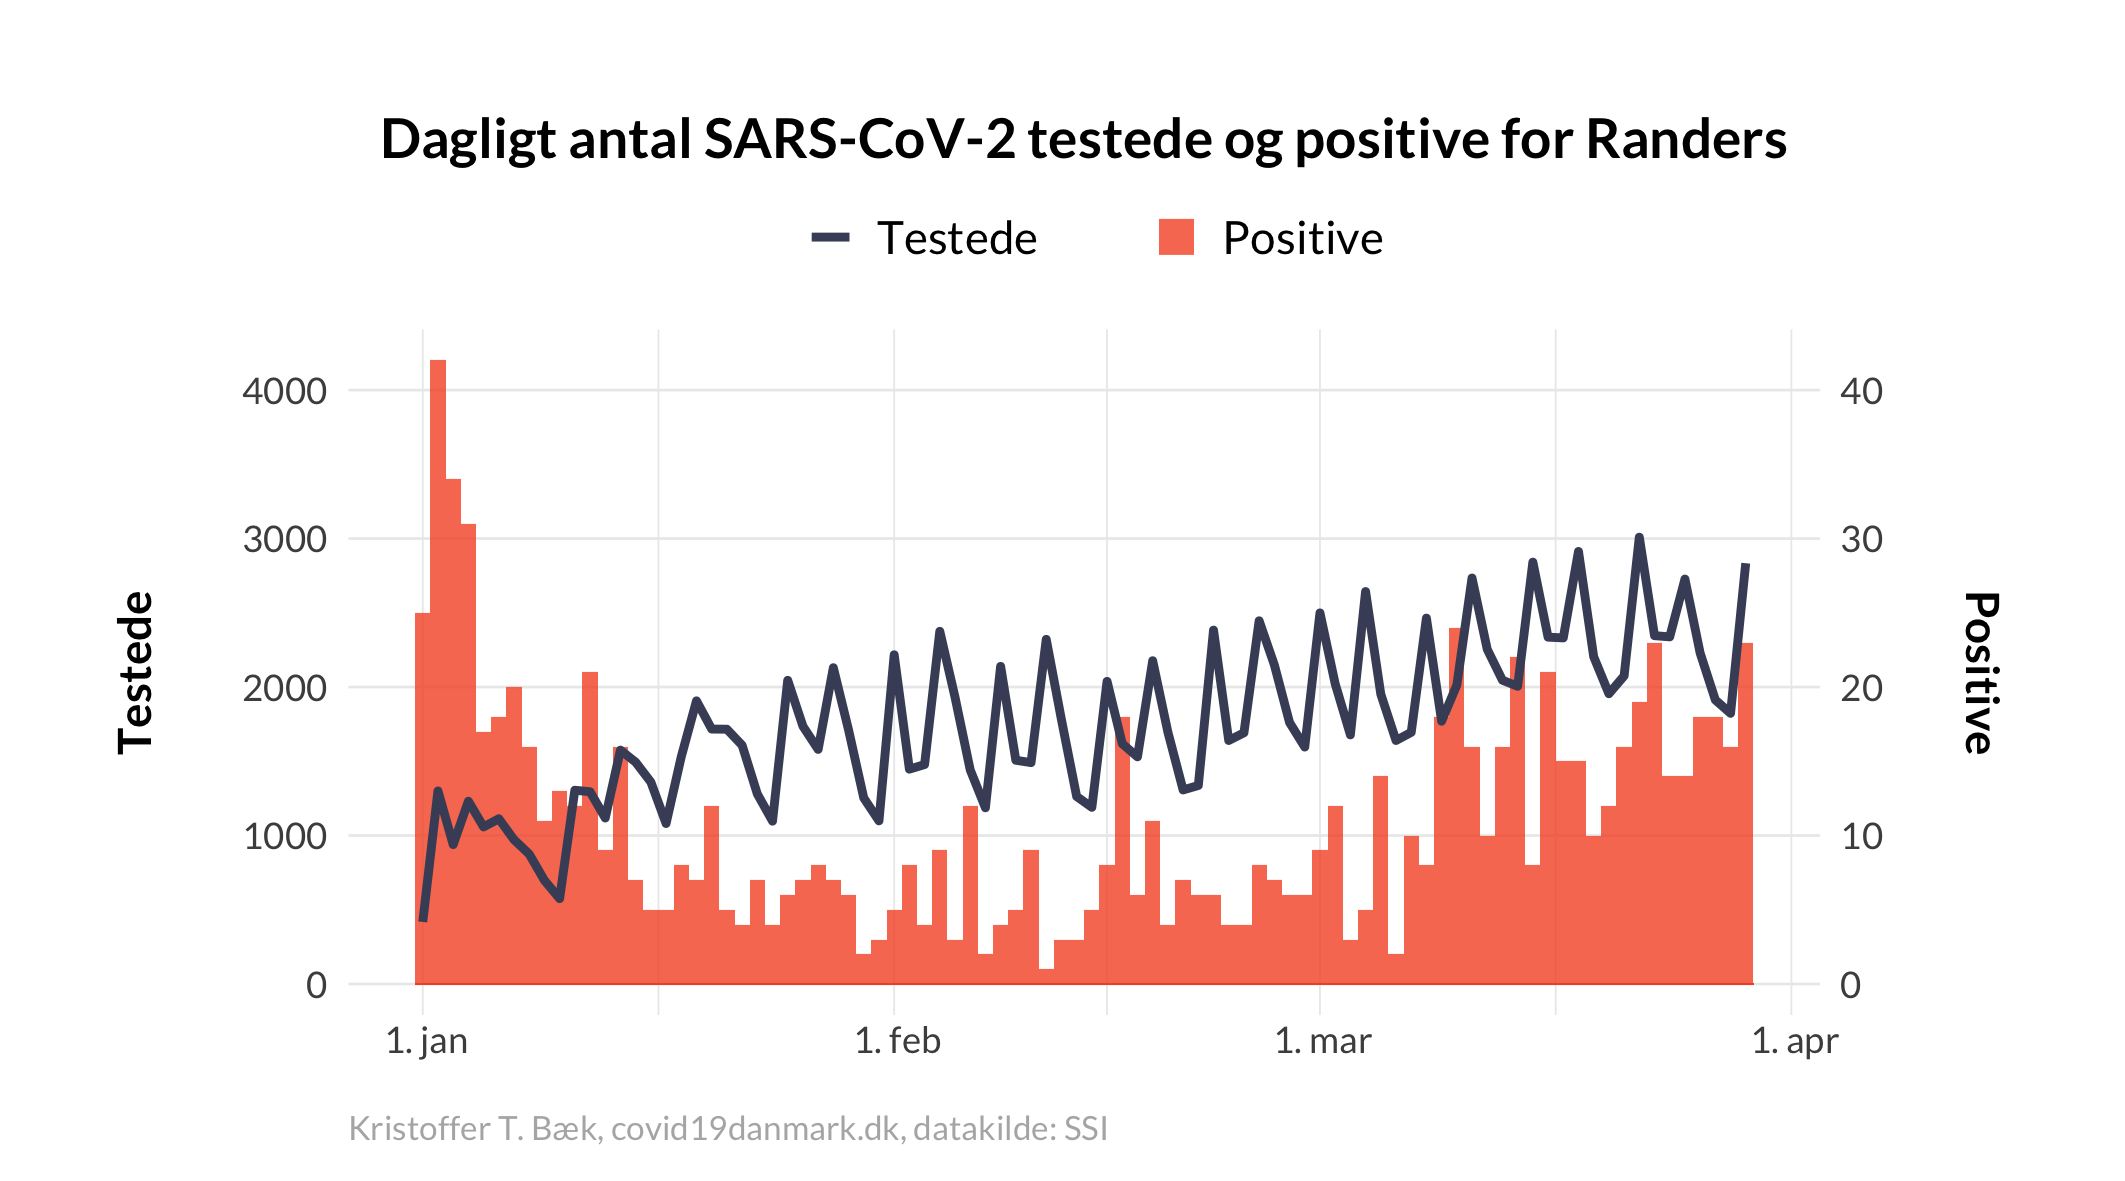 Dagligt antal SARS-CoV-2 testede og positive for Randers
Testede Positive
4000 40
3000 30
2000 20
1000 10
0 0
Testede
Positive
1. jan 1. feb 1. mar 1. apr
Kristoffer T. Bæk, covid19danmark.dk, datakilde: SSI